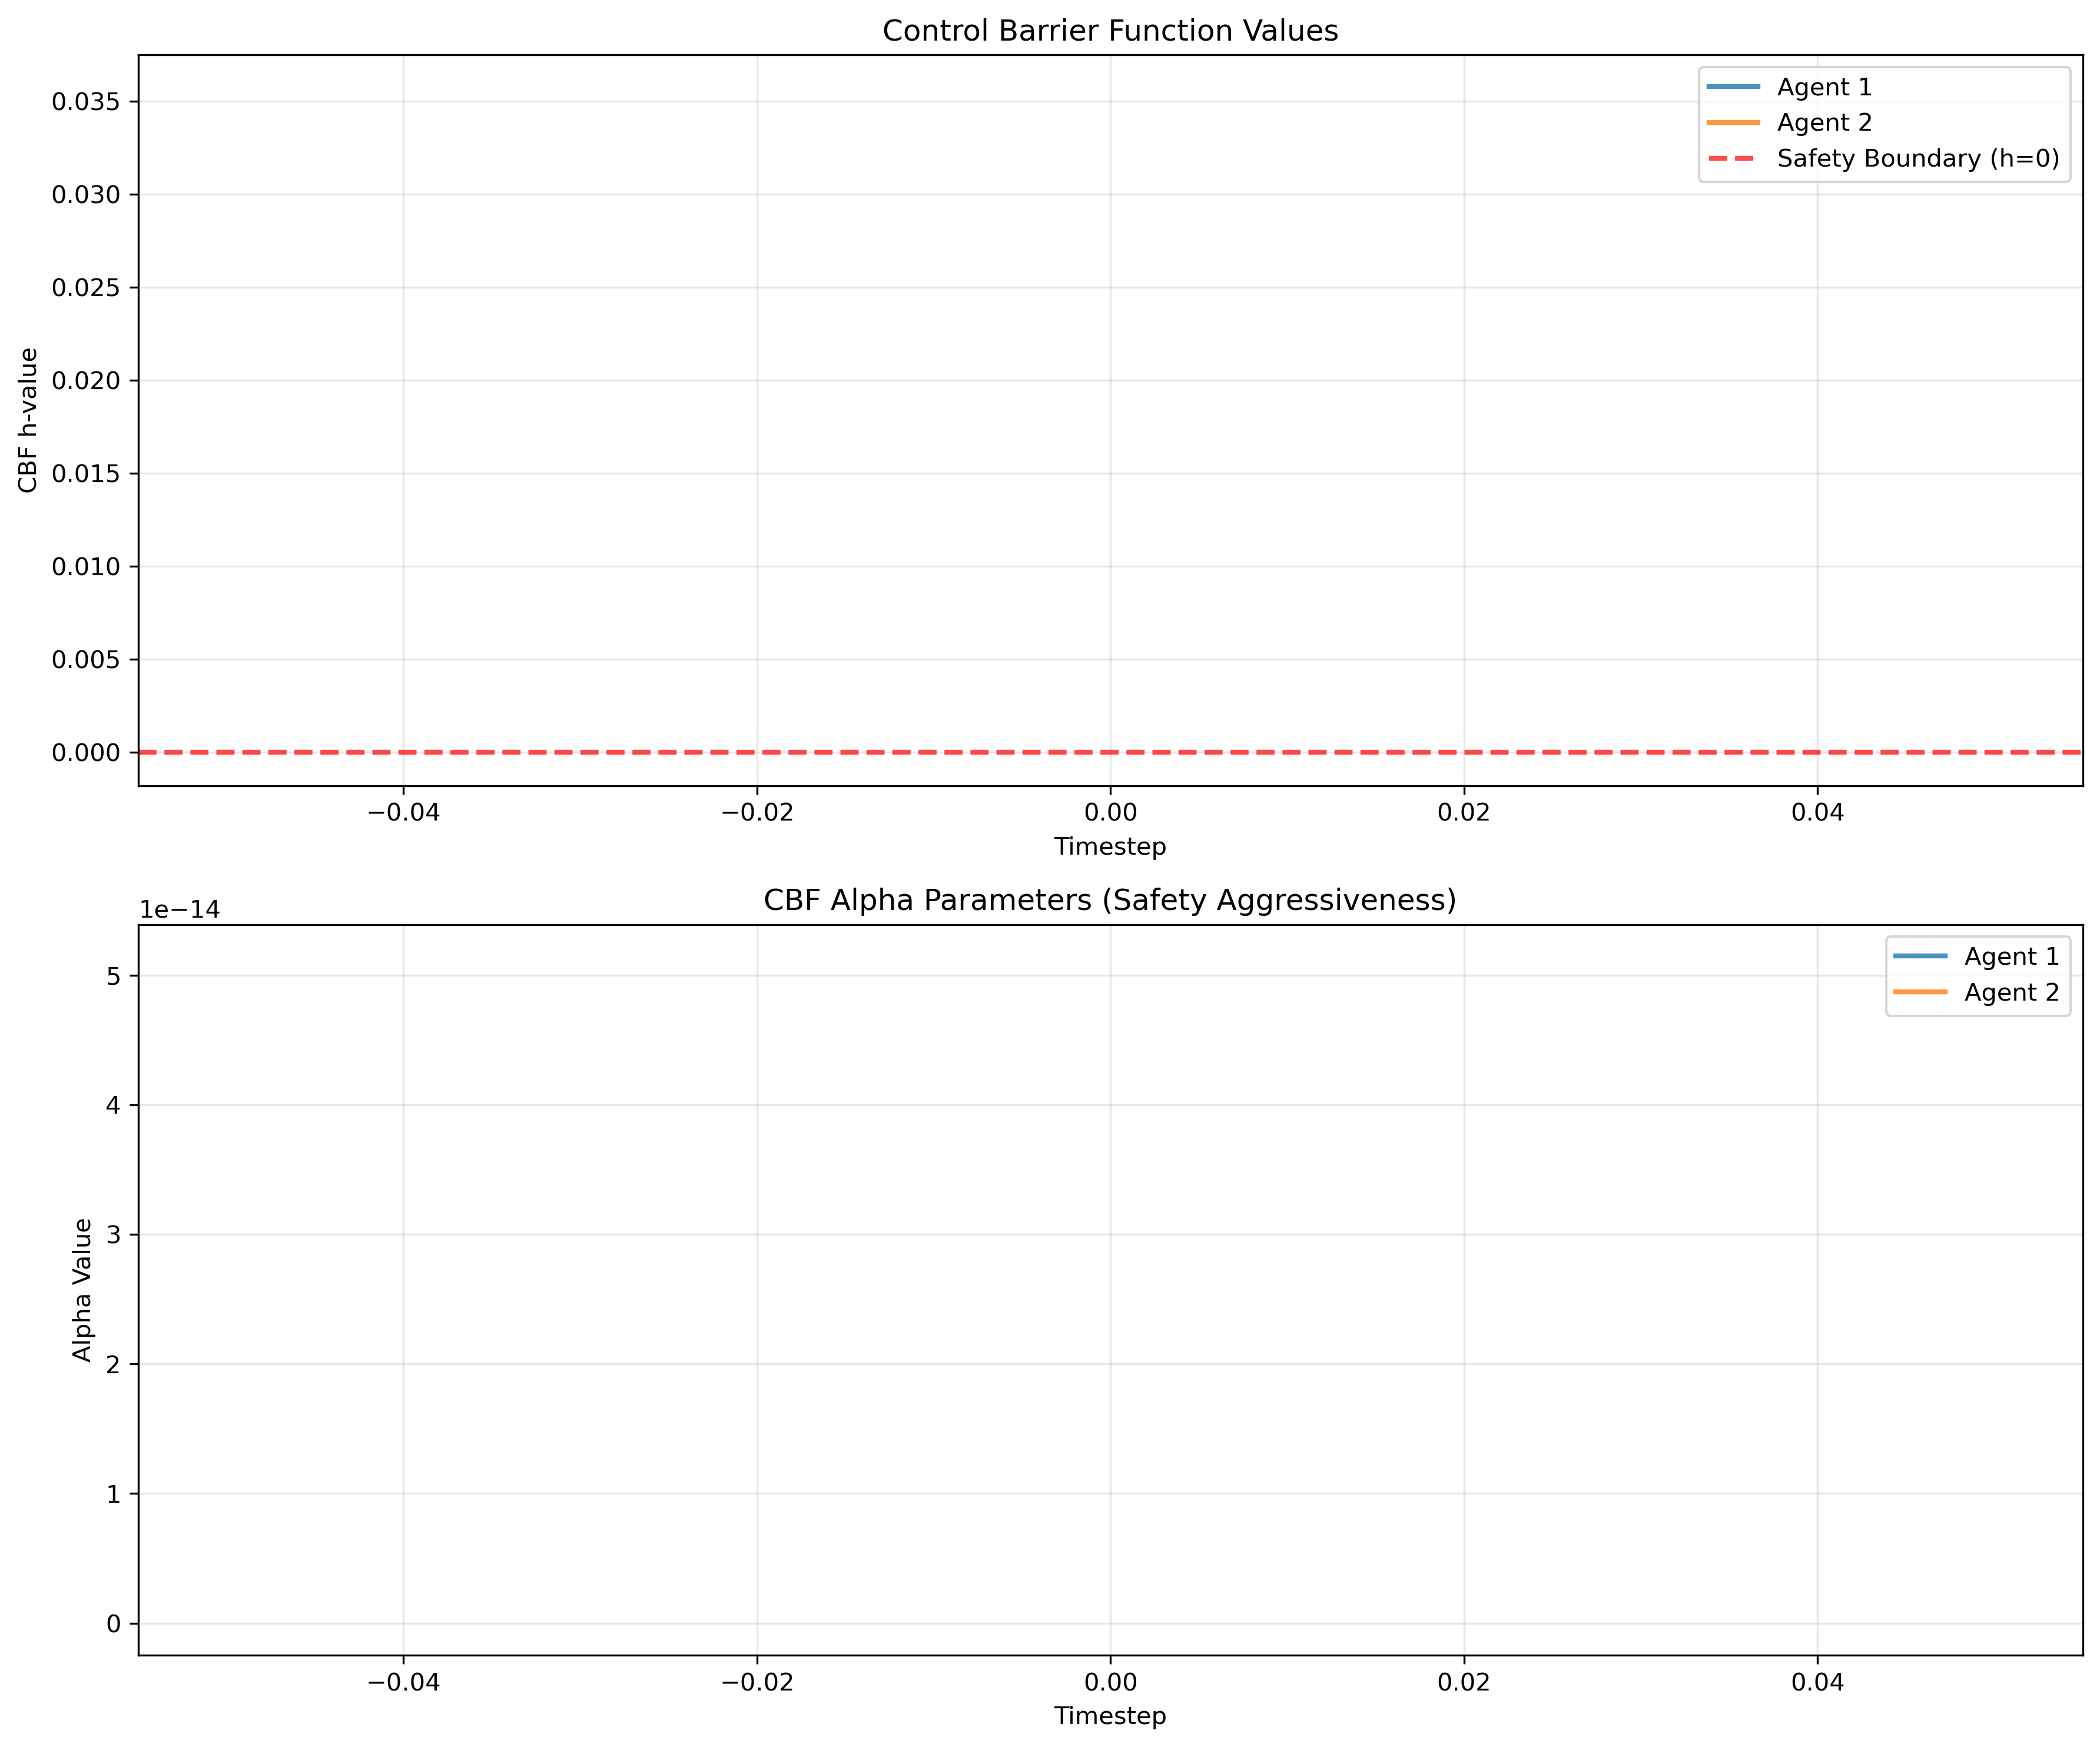 Control Barrier Function Values
Agent 1
Agent 2
Safety Boundary (h=0)
CBF h-value
0.035
0.030
0.025
0.020
0.015
0.010
0.005
0.000
−0.04 −0.02 0.00 0.02 0.04
Timestep
CBF Alpha Parameters (Safety Aggressiveness)
1e−14
Agent 1
Agent 2
Alpha Value
5
4
3
2
1
0
−0.04 −0.02 0.00 0.02 0.04
Timestep